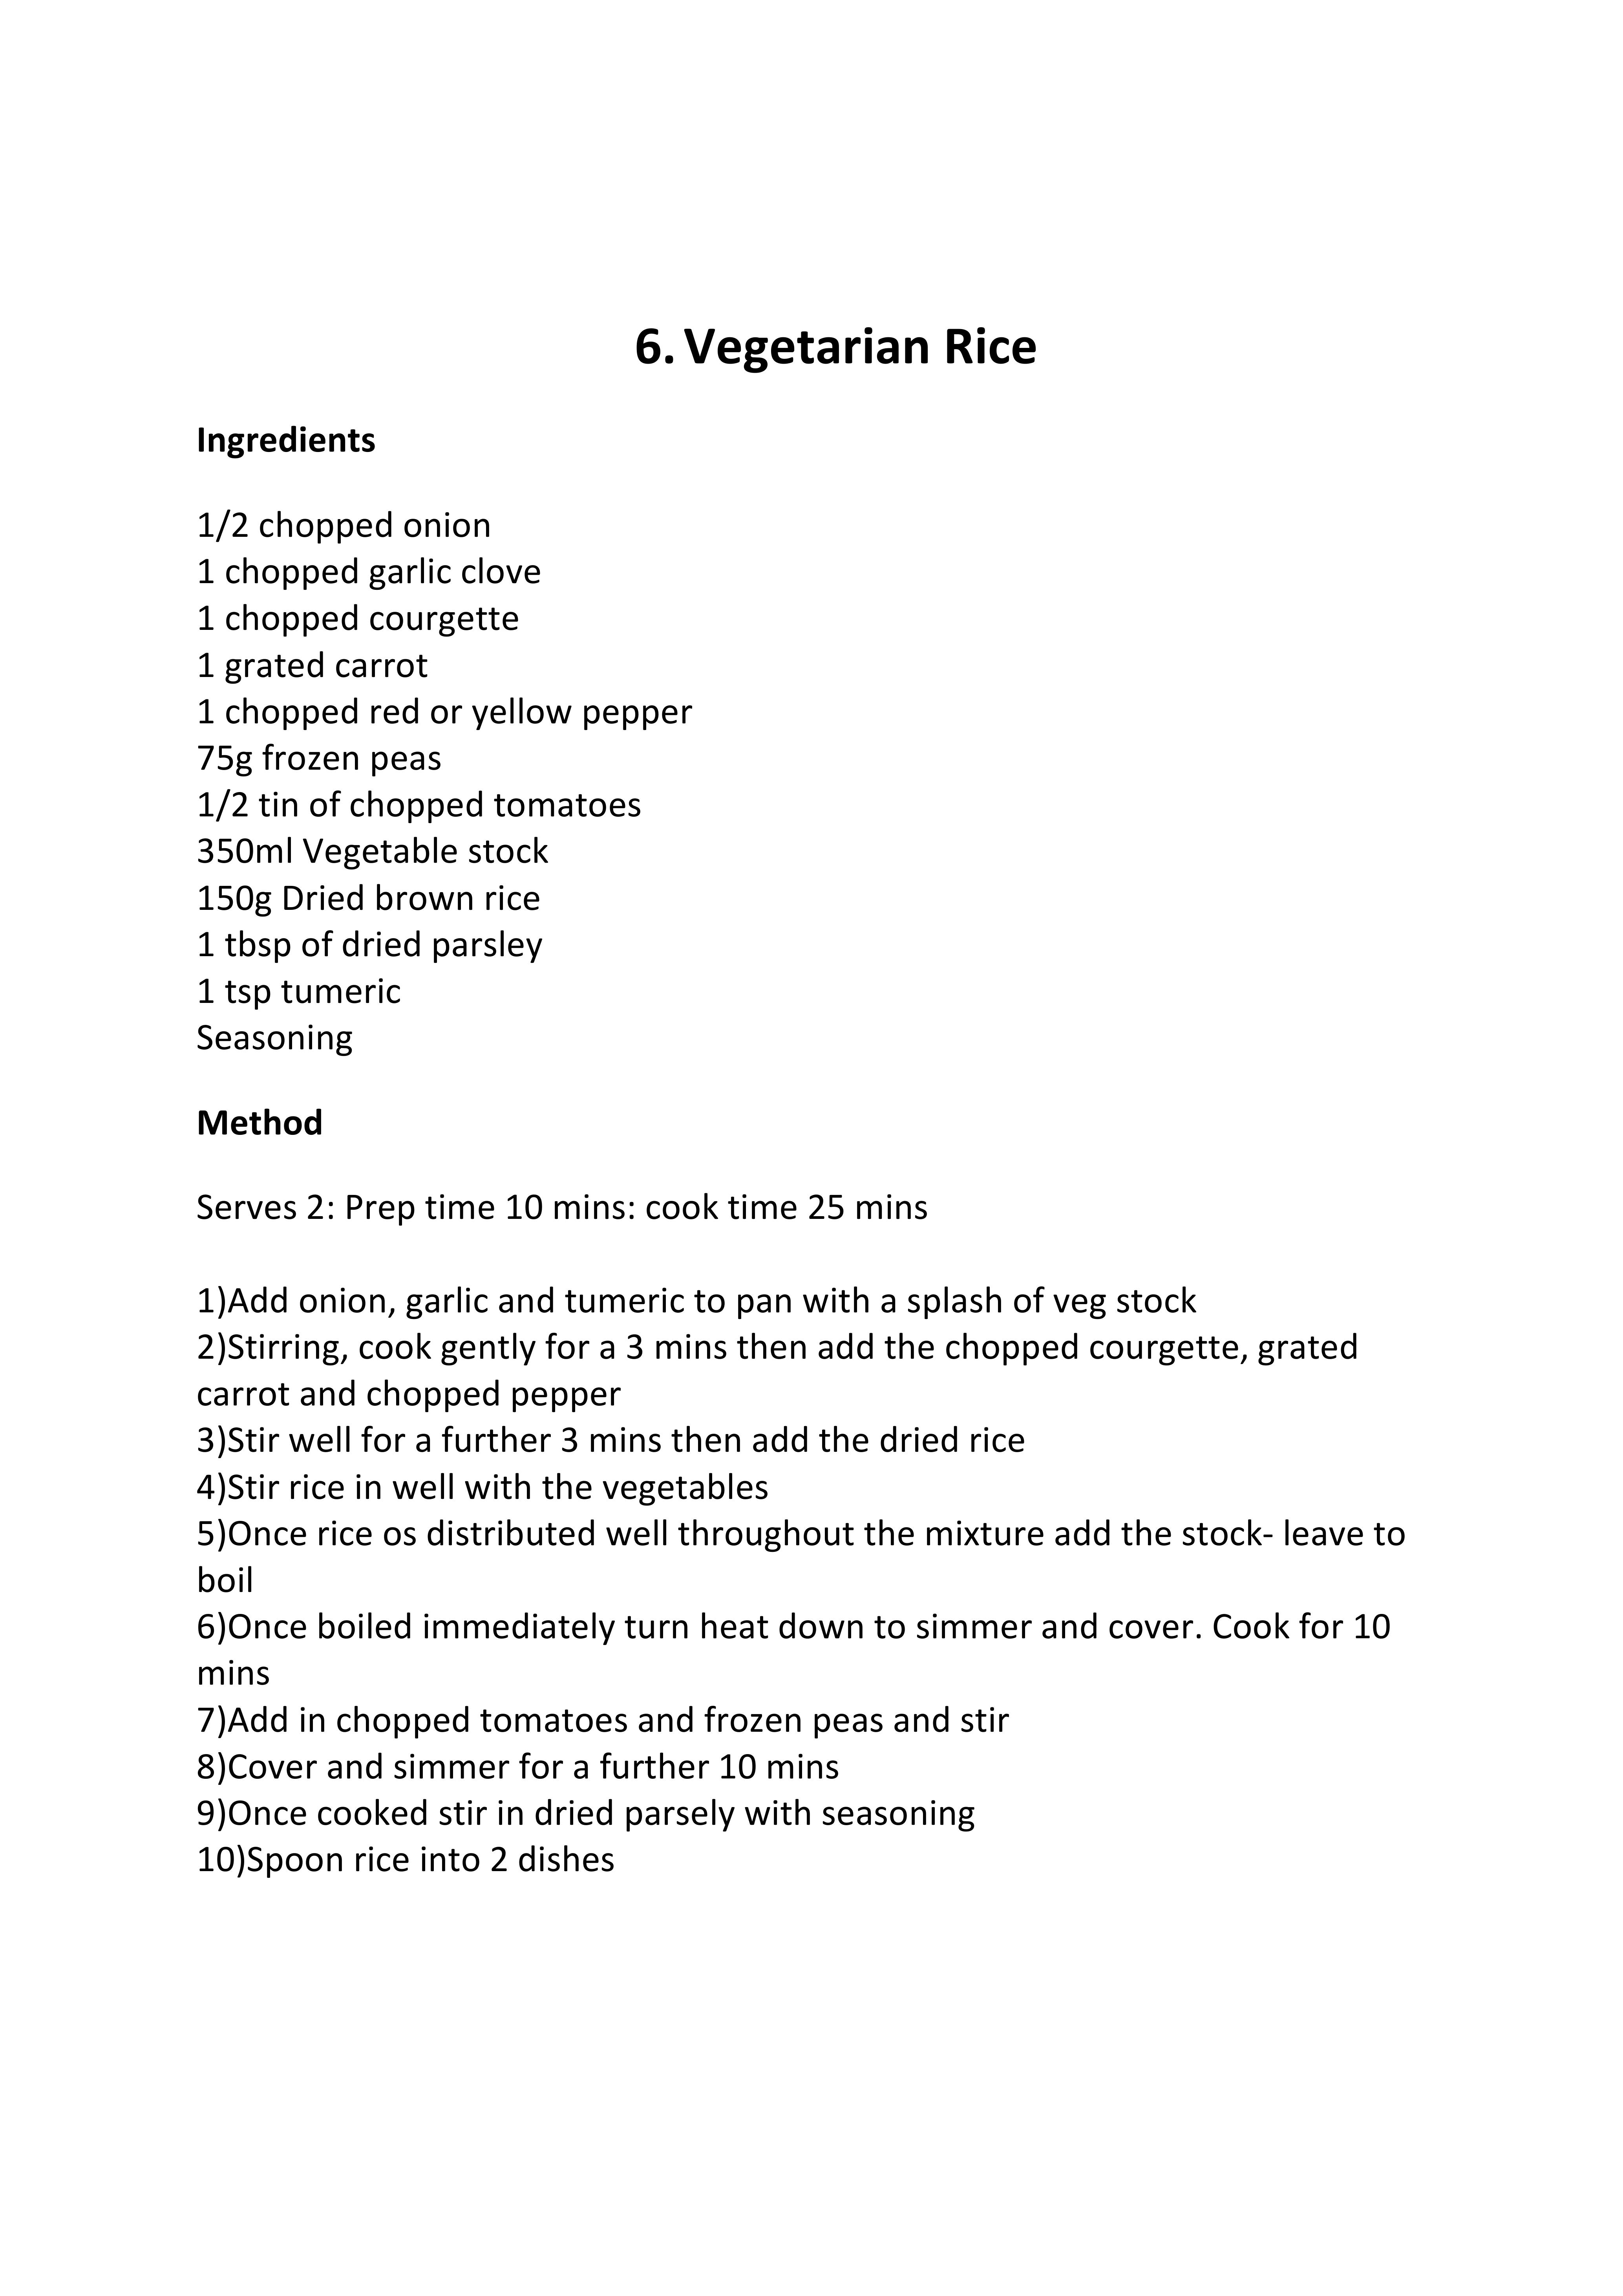 6. Vegetarian Rice
Ingredients
1/2 chopped onion
1 chopped garlic clove
1 chopped courgette
1 grated carrot
1 chopped red or yellow pepper
75g frozen peas
1/2 tin of chopped tomatoes
350ml Vegetable stock
150g Dried brown rice
1 tbsp of dried parsley
1 tsp tumeric
Seasoning
Method
Serves 2: Prep time 10 mins: cook time 25 mins
1)Add onion, garlic and tumeric to pan with a splash of veg stock
2)Stirring, cook gently for a 3 mins then add the chopped courgette, grated
carrot and chopped pepper
3)Stir well for a further 3 mins then add the dried rice
4)Stir rice in well with the vegetables
5)Once rice os distributed well throughout the mixture add the stock- leave to
boil
6)Once boiled immediately turn heat down to simmer and cover. Cook for 10
mins
7)Add in chopped tomatoes and frozen peas and stir
8)Cover and simmer for a further 10 mins
9)Once cooked stir in dried parsely with seasoning
10)Spoon rice into 2 dishes